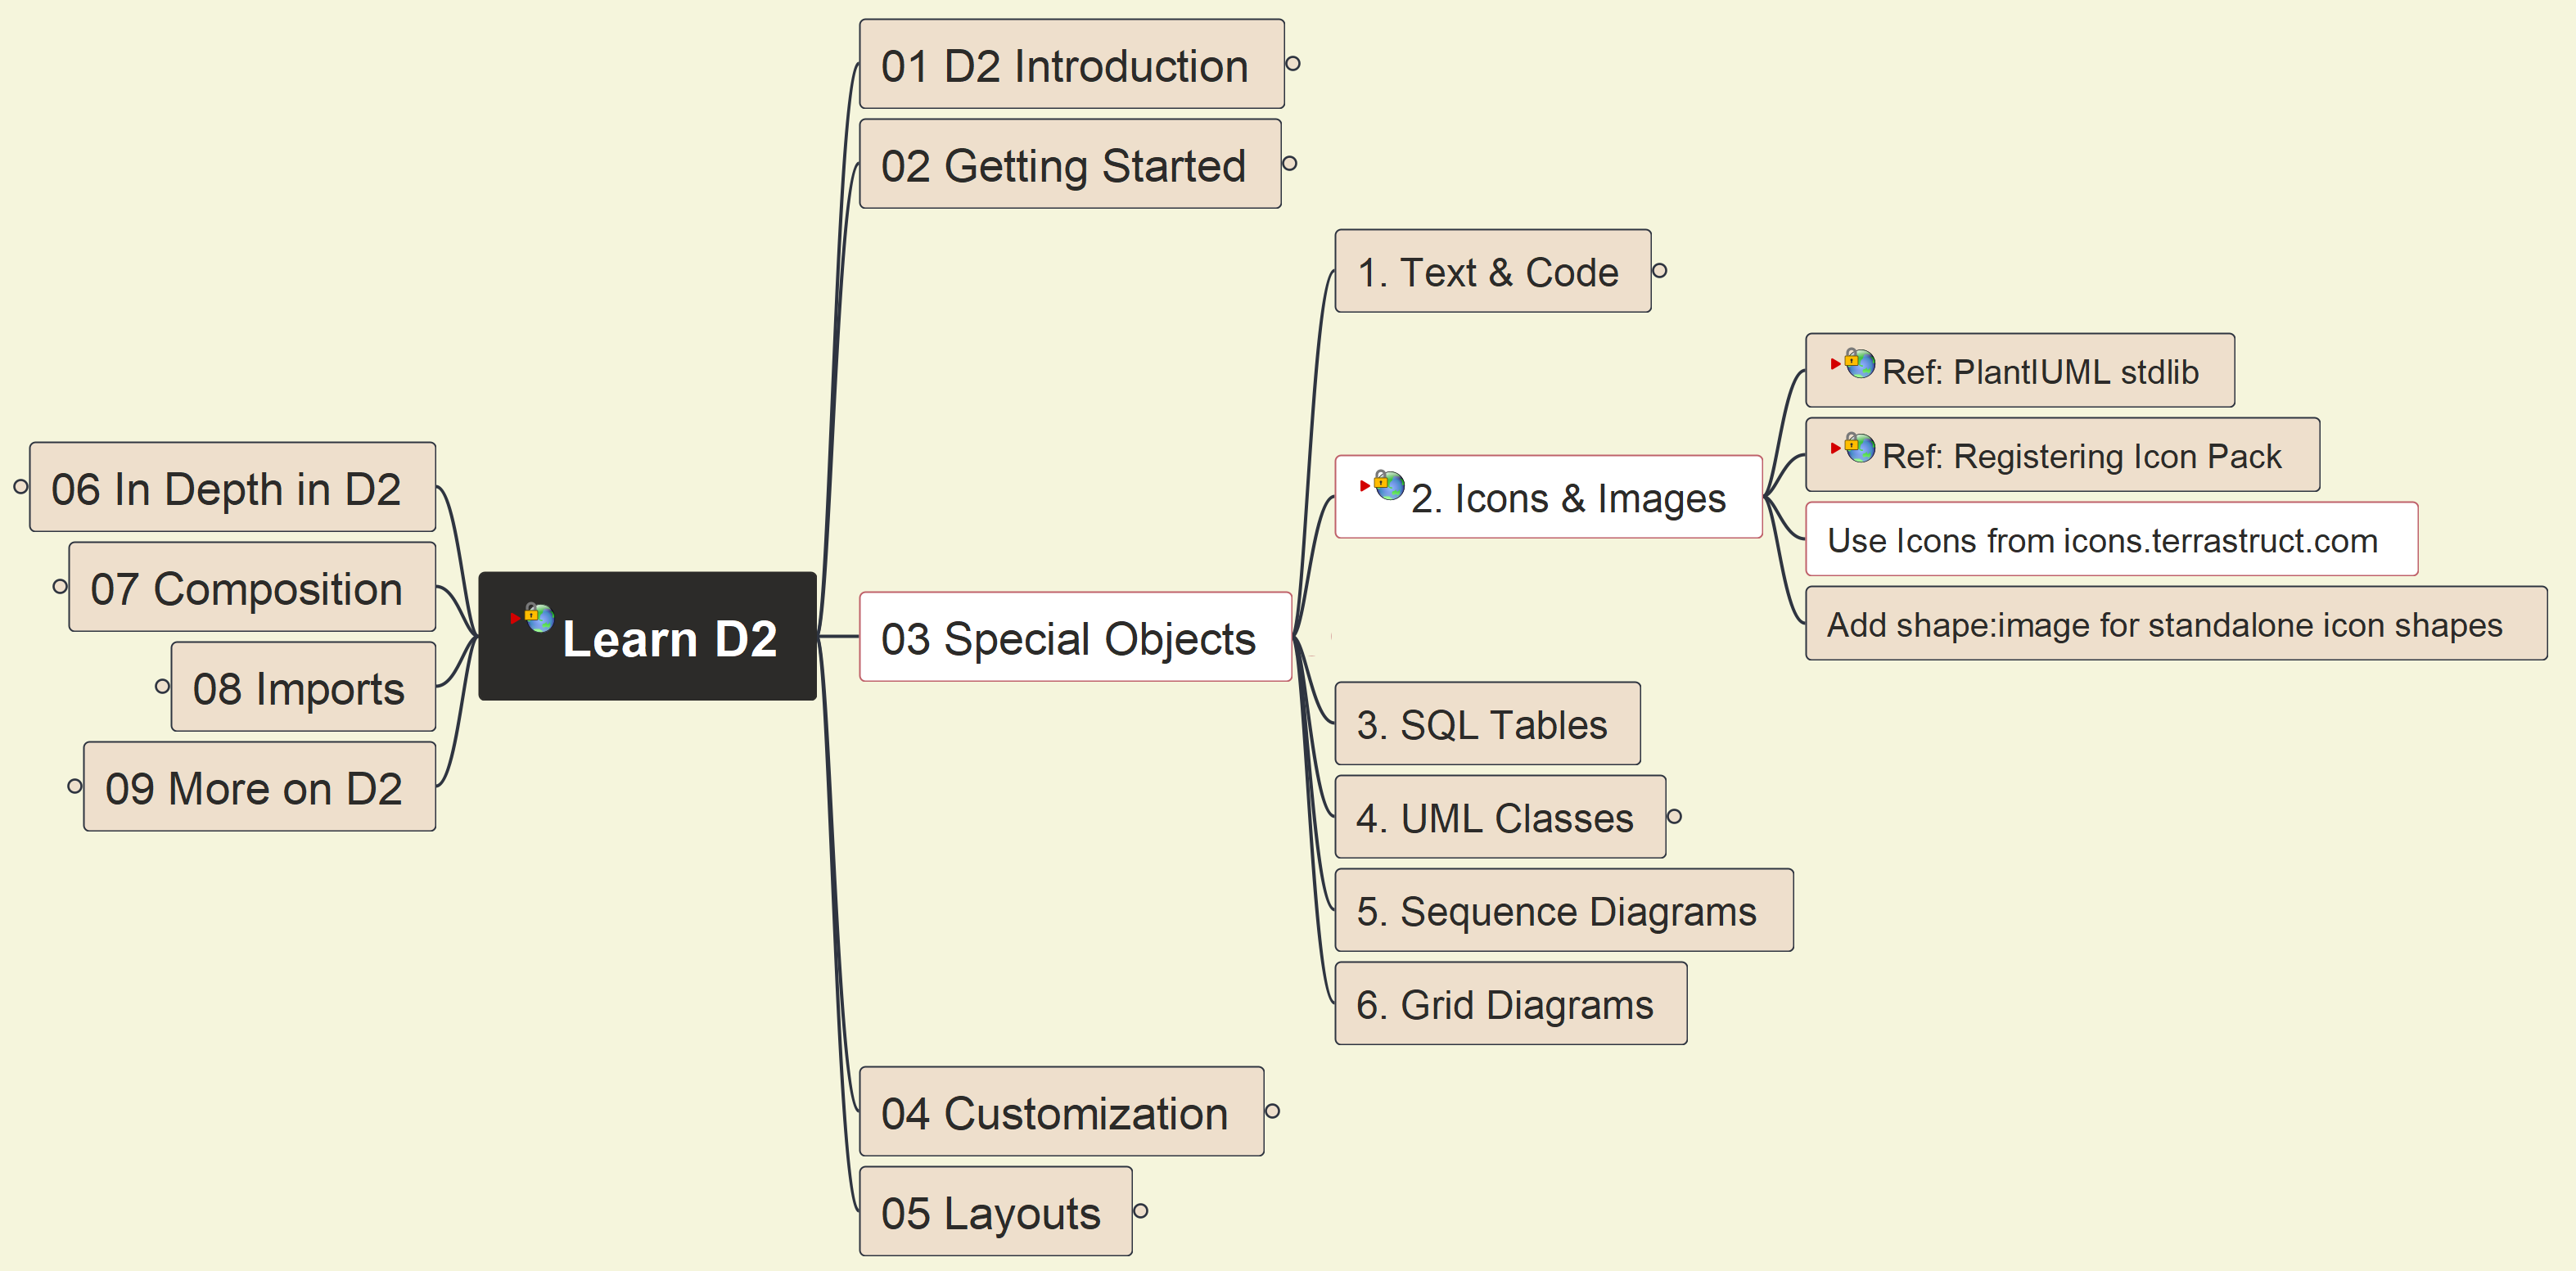 01 D2 Introduction
02 Getting Started
1. Text & Code
Ref: PlantIUML stdlib
Ref: Registering Icon Pack
2. Icons & Images
Use Icons from icons.terrastruct.com
Add shape:image for standalone icon shapes
06 In Depth in D2
07 Composition
Learn D2
03 Special Objects
08 Imports
3. SQL Tables
09 More on D2
4. UML Classes
5. Sequence Diagrams
6. Grid Diagrams
04 Customization
05 Layouts